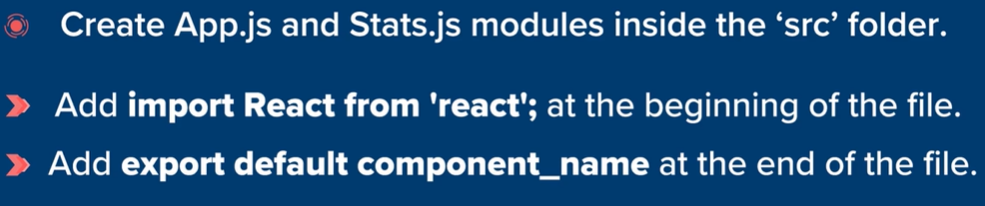 Create App.js and Stats.js modules inside the ‘src’ folder.
Add import React from 'react'; at the beginning of the file.
Add export default component_name at the end of the file.